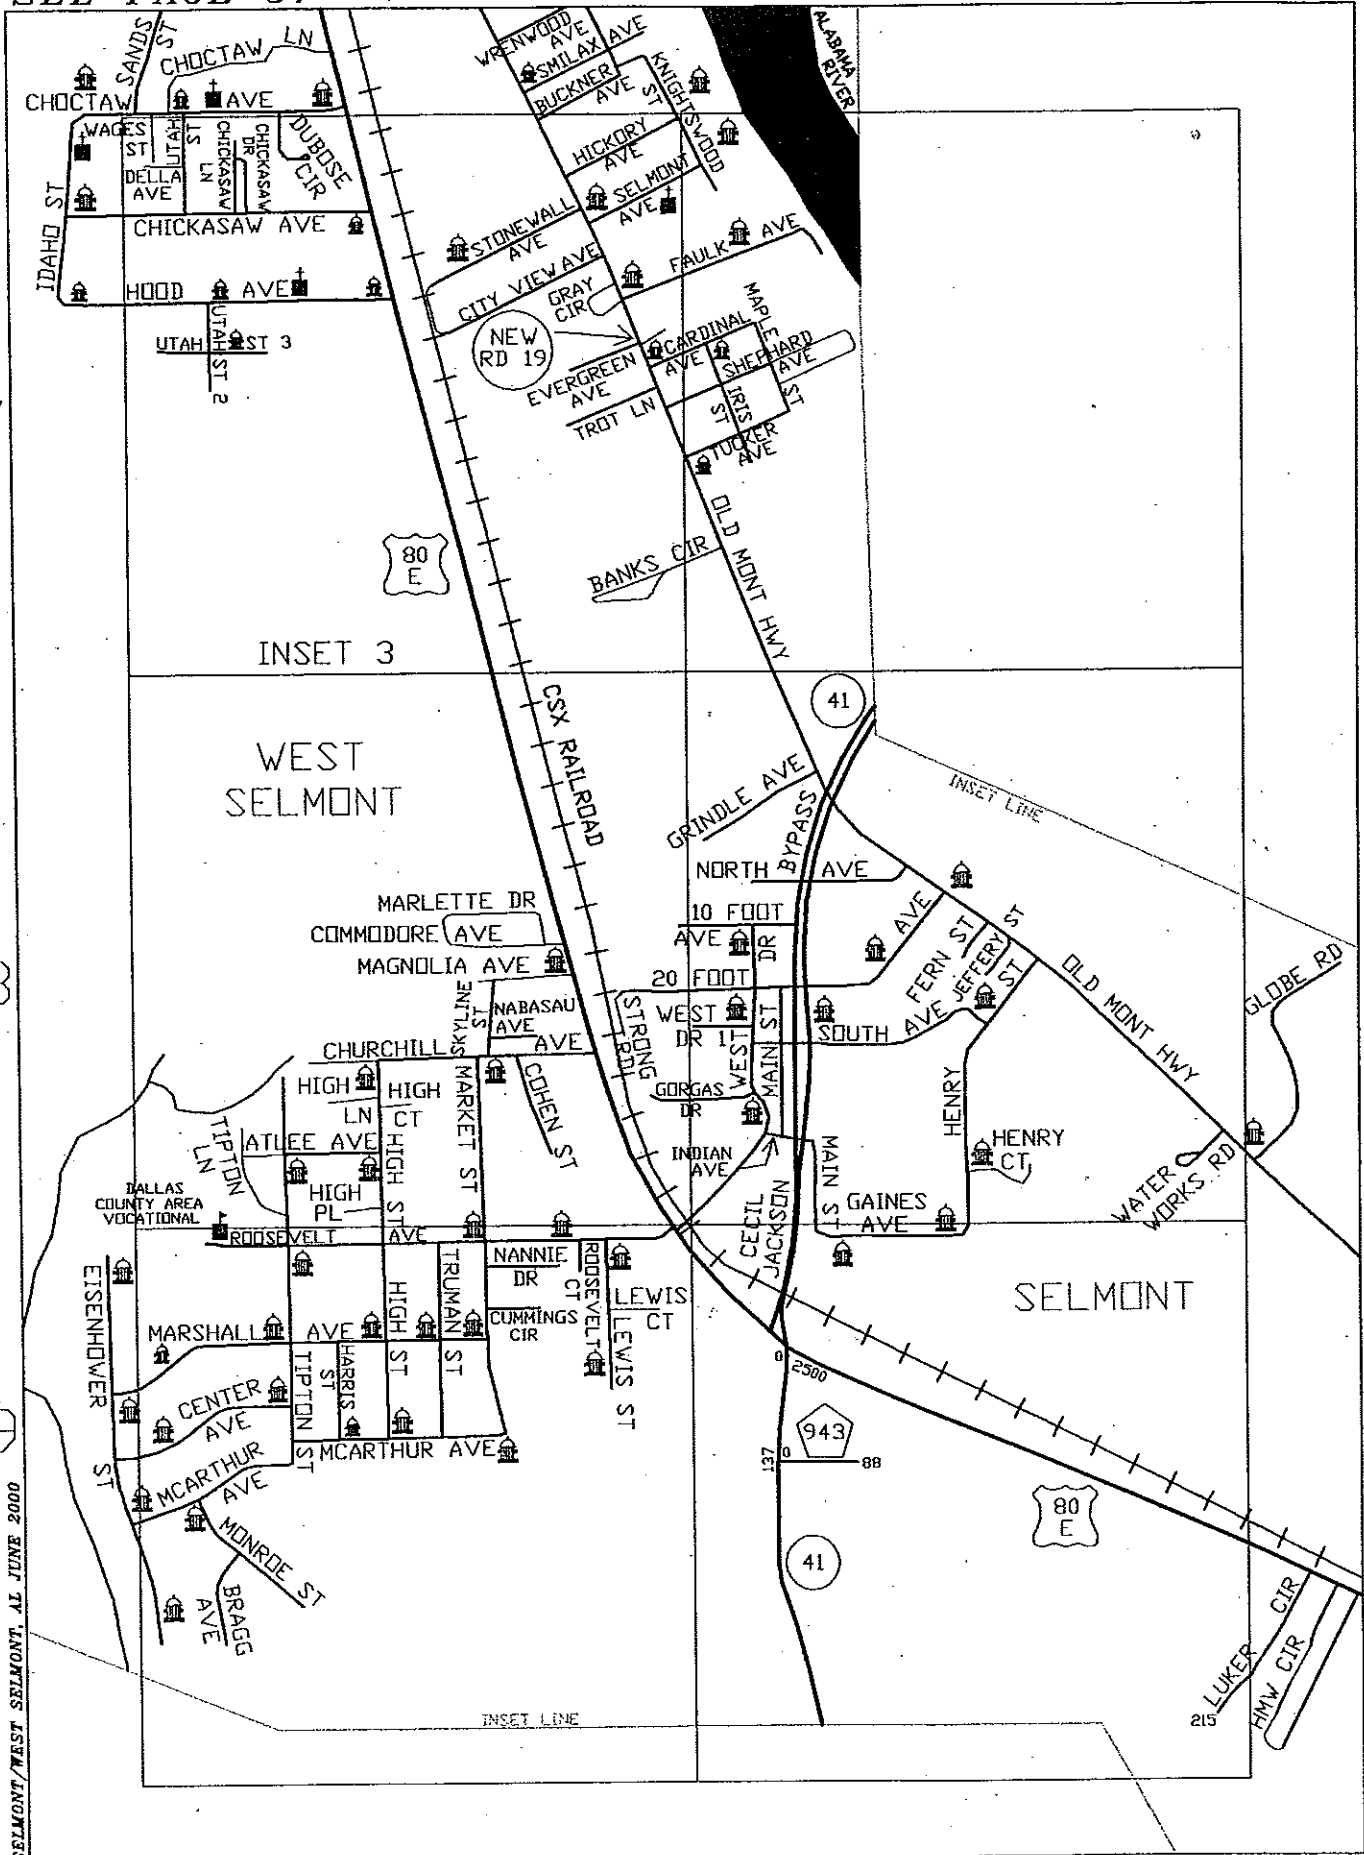 SANDS ST
CHOCTAW LN
CHOCTAW AVE
WAGES ST
UTAH ST
DELLA AVE
CHICKASAW LN
CHICKASAW DR
DUBOSE CIR
IDAHO ST
CHICKASAW AVE
HOOD AVE
UTAH ST 3
UTAH ST 2
WRENWOOD AVE
SMILAX AVE
BUCKNER AVE
KNIGHTSWOOD ST
ALABAMA RIVER
HICKORY AVE
SELMONT AVE
STONEWALL AVE
CITY VIEW AVE
GRAY CIR
FAULK AVE
NEW RD 19
EVERGREEN AVE
CARDINAL AVE
MAPLE ST
SHEPHARD AVE
TROT LN
IRIS ST
TUCKER AVE
OLD MONT HWY
BANKS CIR
80 E
INSET 3
CSX RAILROAD
41
WEST SELMONT
GRINDLE AVE
BYPASS
INSET LINE
NORTH AVE
MARLETTE DR
COMMODORE AVE
MAGNOLIA AVE
10 FOOT AVE
20 FOOT AVE
FERN ST
JEFFERY ST
OLD MONT HWY
GLOBE RD
SKYLINE ST
NABASAU AVE
STRONG RD
WEST DR 1
WEST DR
MAIN ST
SOUTH AVE
CHURCHILL AVE
HIGH LN
HIGH CT
MARKET ST
COHEN ST
GORGAS DR
HENRY ST
HENRY CT
TIPTON LN
ATLEE AVE
HIGH ST
HIGH PL
INDIAN AVE
MAIN ST
GAINES AVE
WATER WORKS RD
DALLAS COUNTY AREA VOCATIONAL
ROOSEVELT AVE
CECIL JACKSON
EISENHOWER ST
NANNIE DR
ROOSEVELT CT
LEWIS CT
LEWIS ST
SELMONT
MARSHALL AVE
HIGH ST
TRUMAN ST
CUMMINGS CIR
CENTER AVE
TIPTON ST
HARRIS ST
0
2500
943
137
0
88
MCARTHUR AVE
MCARTHUR AVE
MONROE ST
BRAGG AVE
80 E
41
LUKER CIR
HMW CIR
215
INSET LINE
SELMONT/WEST SELMONT, AL JUNE 2000